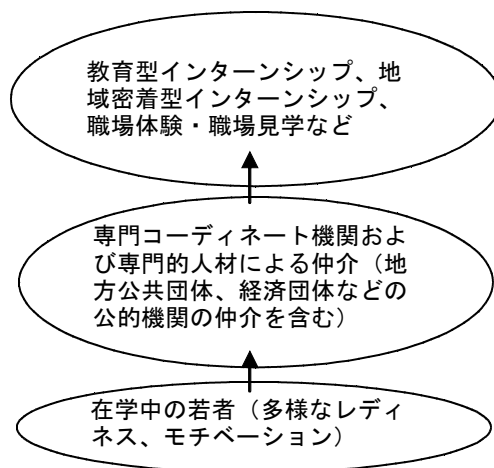 教育型インターンシップ、地
域密着型インターンシップ、
職場体験・職場見学など
専門コーディネート機関およ
び専門的人材による仲介（地
方公共団体、経済団体などの
公的機関の仲介を含む）
在学中の若者（多様なレディ
ネス、モチベーション）